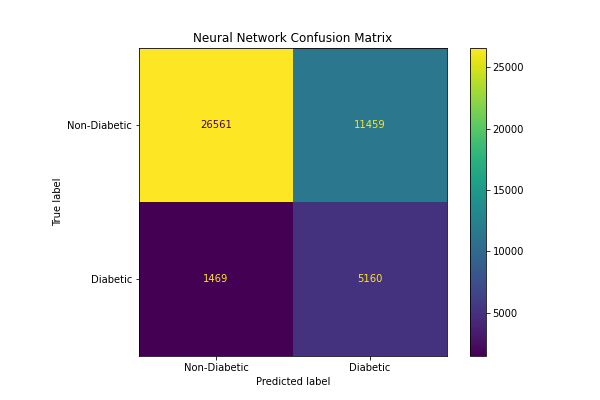 Neural Network Confusion Matrix
True label
Non-Diabetic
Diabetic
26561
11459
1469
5160
Non-Diabetic
Diabetic
Predicted label
25000
20000
15000
10000
5000